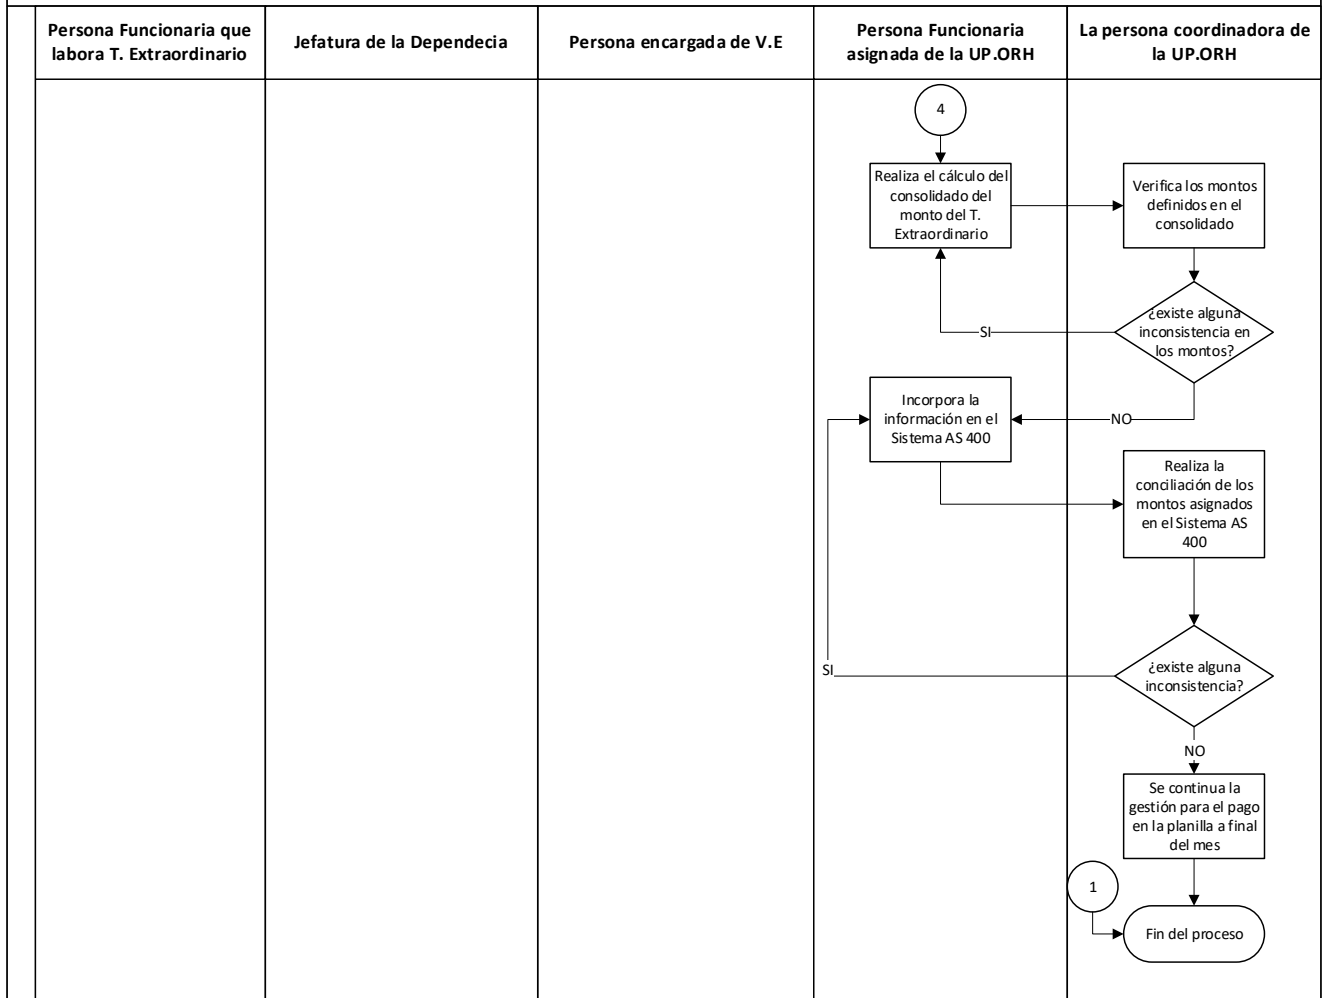 Persona Funcionaria que
labora T. Extraordinario
Jefatura de la Dependecia
Persona encargada de V.E
Persona Funcionaria
asignada de la UP.ORH
La persona coordinadora de
la UP.ORH
4
Realiza el cálculo del
consolidado del
monto del T.
Extraordinario
Verifica los montos
definidos en el
consolidado
¿existe alguna
inconsistencia en
los montos?
SI
Incorpora la
información en el
Sistema AS 400
NO
Realiza la
conciliación de los
montos asignados
en el Sistema AS
400
¿existe alguna
inconsistencia?
SI
NO
Se continua la
gestión para el pago
en la planilla a final
del mes
1
Fin del proceso